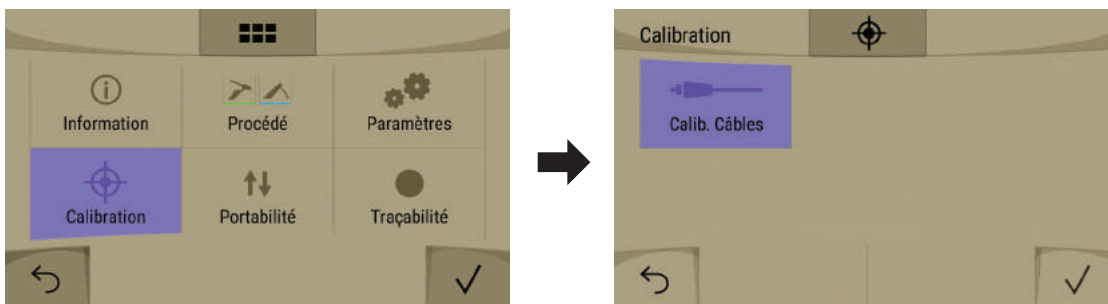 Information
Procédé
Paramètres
Calibration
Portabilité
Traçabilité
Calibration
Calib. Câbles